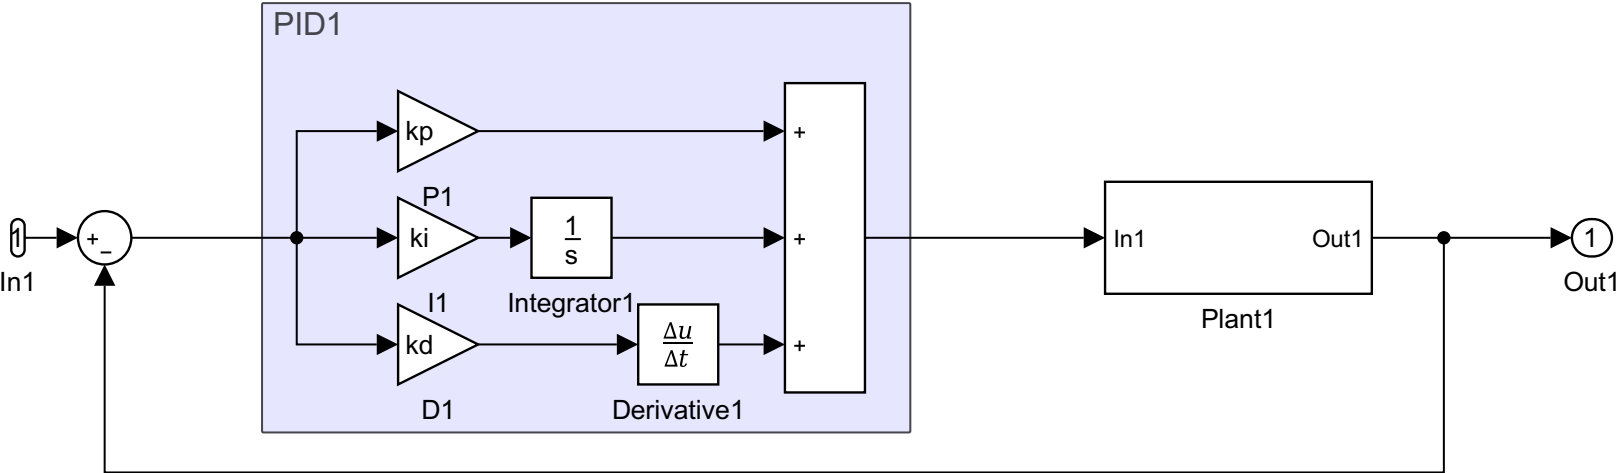 PID1
kp
+
P1
1
+
−
ki
1
s
+
In1
Out1
1
In1
I1
Integrator1
Plant1
Out1
kd
Δu
Δt
+
D1
Derivative1